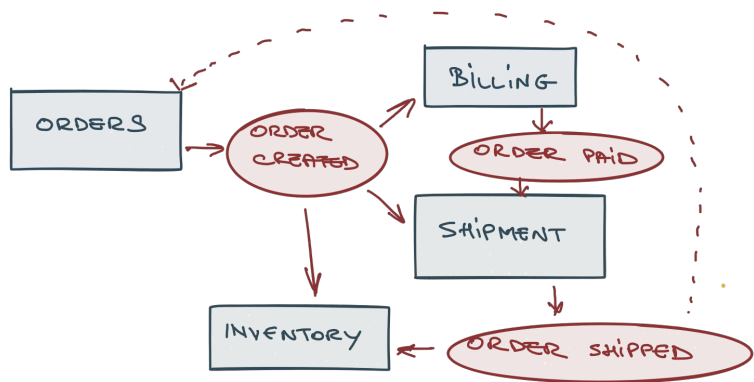 BILLING
ORDERS
ORDER
CREATED
ORDER PAID
SHIPMENT
INVENTORY
ORDER SHIPPED